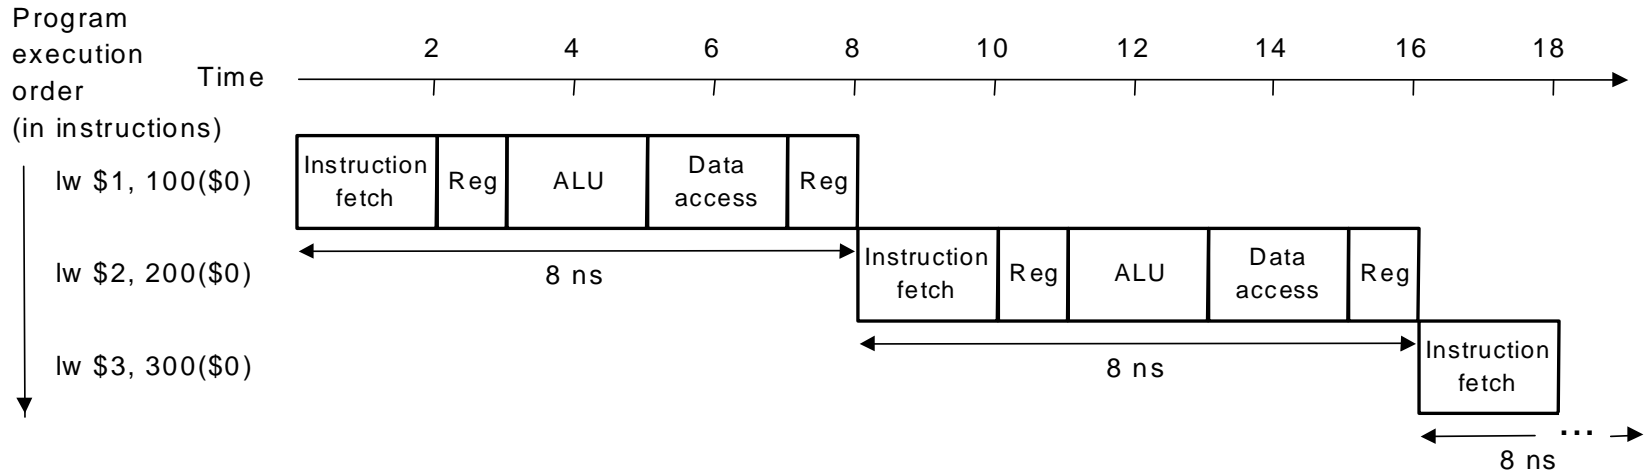 Program
execution
order
(in instructions)
Time
2 4 6 8 10 12 14 16 18
lw $1, 100($0)
Instruction
fetch
Reg
ALU
Data
access
Reg
8 ns
lw $2, 200($0)
Instruction
fetch
Reg
ALU
Data
access
Reg
8 ns
lw $3, 300($0)
Instruction
fetch
...
8 ns